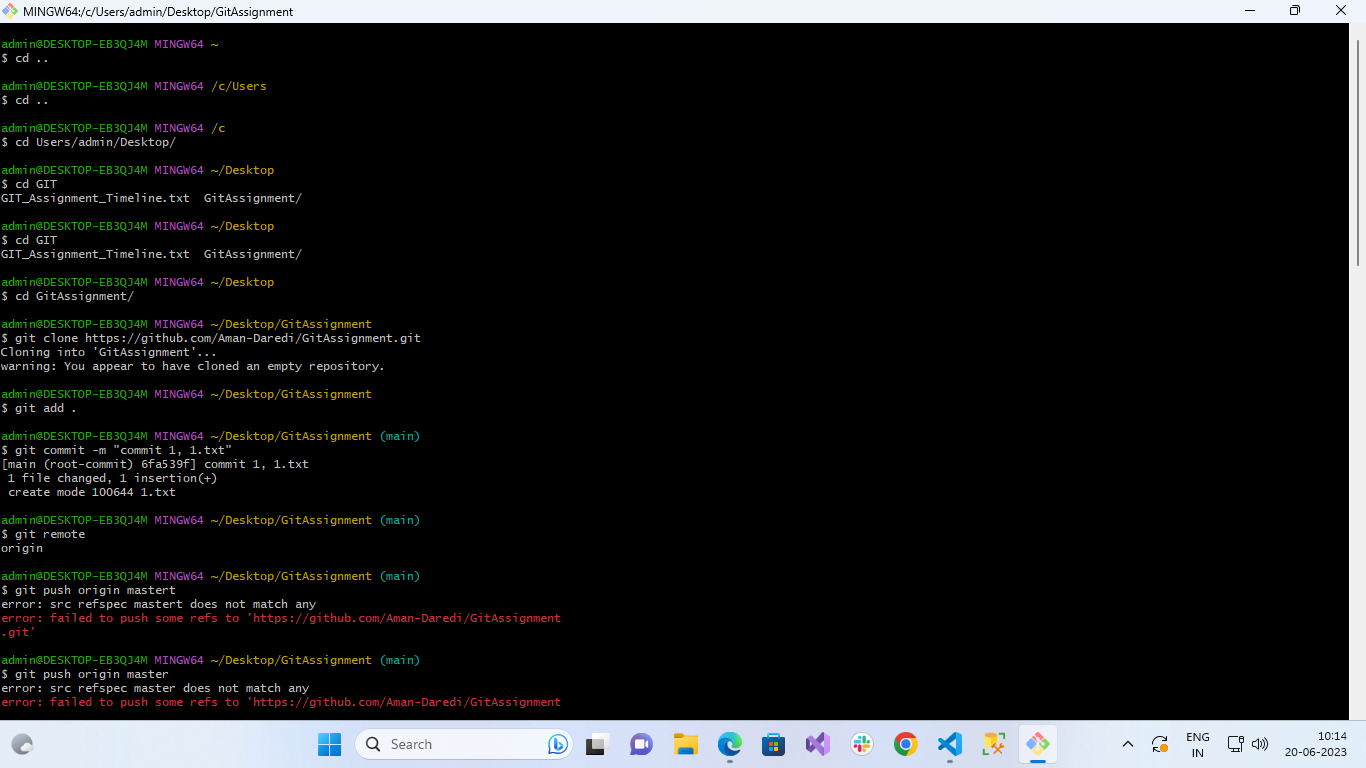 MINGW64:/c/Users/admin/Desktop/GitAssignment
admin@DESKTOP-EB3QJ4M MINGW64 ~
$ cd ..
admin@DESKTOP-EB3QJ4M MINGW64 /c/Users
$ cd ..
admin@DESKTOP-EB3QJ4M MINGW64 /c
$ cd Users/admin/Desktop/
admin@DESKTOP-EB3QJ4M MINGW64 ~/Desktop
$ cd GIT
GIT_Assignment_Timeline.txt  GitAssignment/
admin@DESKTOP-EB3QJ4M MINGW64 ~/Desktop
$ cd GIT
GIT_Assignment_Timeline.txt  GitAssignment/
admin@DESKTOP-EB3QJ4M MINGW64 ~/Desktop
$ cd GitAssignment/
admin@DESKTOP-EB3QJ4M MINGW64 ~/Desktop/GitAssignment
$ git clone https://github.com/Aman-Daredi/GitAssignment.git
Cloning into 'GitAssignment'...
warning: You appear to have cloned an empty repository.
admin@DESKTOP-EB3QJ4M MINGW64 ~/Desktop/GitAssignment
$ git add .
admin@DESKTOP-EB3QJ4M MINGW64 ~/Desktop/GitAssignment (main)
$ git commit -m "commit 1, 1.txt"
[main (root-commit) 6fa539f] commit 1, 1.txt
 1 file changed, 1 insertion(+)
 create mode 100644 1.txt
admin@DESKTOP-EB3QJ4M MINGW64 ~/Desktop/GitAssignment (main)
$ git remote
origin
admin@DESKTOP-EB3QJ4M MINGW64 ~/Desktop/GitAssignment (main)
$ git push origin mastert
error: src refspec mastert does not match any
error: failed to push some refs to 'https://github.com/Aman-Daredi/GitAssignment
.git'
admin@DESKTOP-EB3QJ4M MINGW64 ~/Desktop/GitAssignment (main)
$ git push origin master
error: src refspec master does not match any
error: failed to push some refs to 'https://github.com/Aman-Daredi/GitAssignment
Search
ENG
IN
10:14
20-06-2023